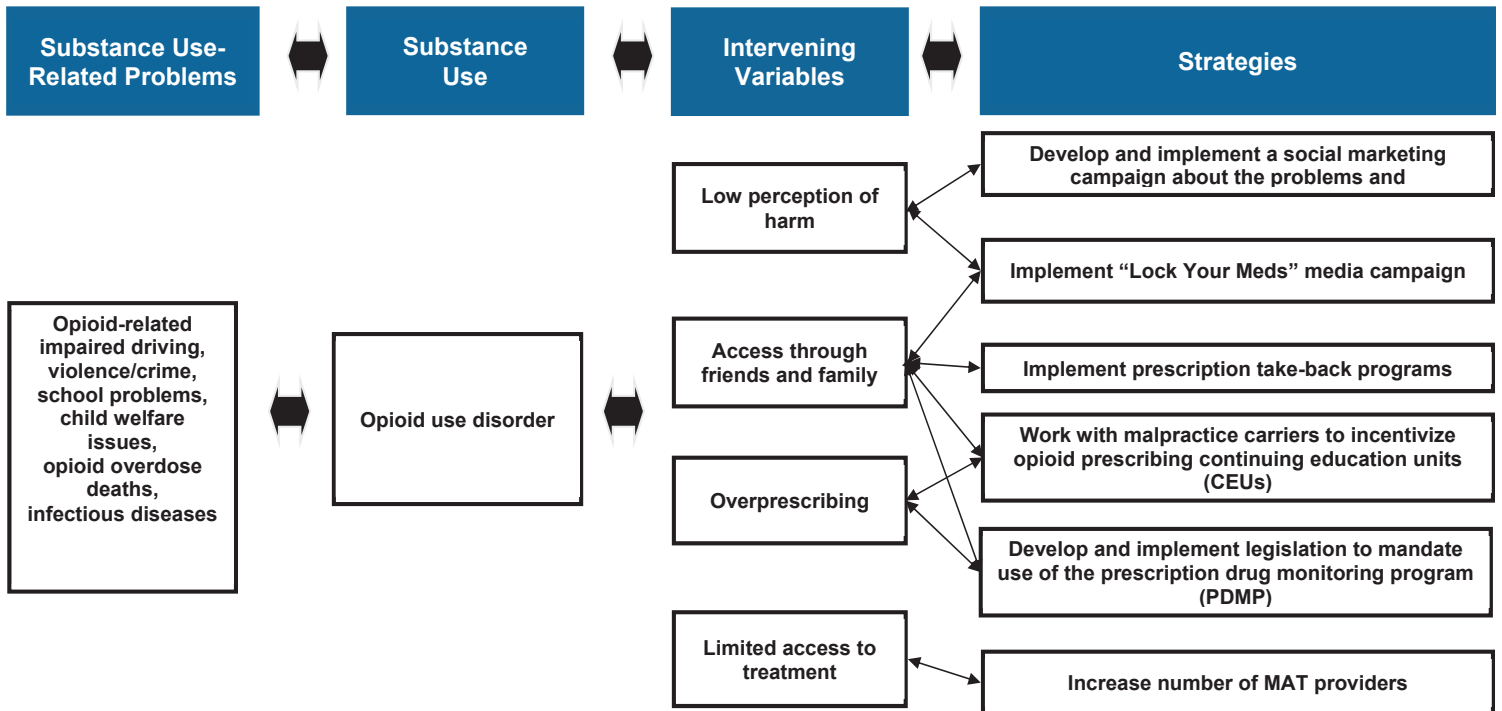 Substance Use-
Related Problems
Substance
Use
Intervening
Variables
Strategies
Opioid-related
impaired driving,
violence/crime,
school problems,
child welfare
issues,
opioid overdose
deaths,
infectious diseases
Opioid use disorder
Low perception of
harm
Access through
friends and family
Overprescribing
Limited access to
treatment
Develop and implement a social marketing
campaign about the problems and
Implement “Lock Your Meds” media campaign
Implement prescription take-back programs
Work with malpractice carriers to incentivize
opioid prescribing continuing education units
(CEUs)
Develop and implement legislation to mandate
use of the prescription drug monitoring program
(PDMP)
Increase number of MAT providers